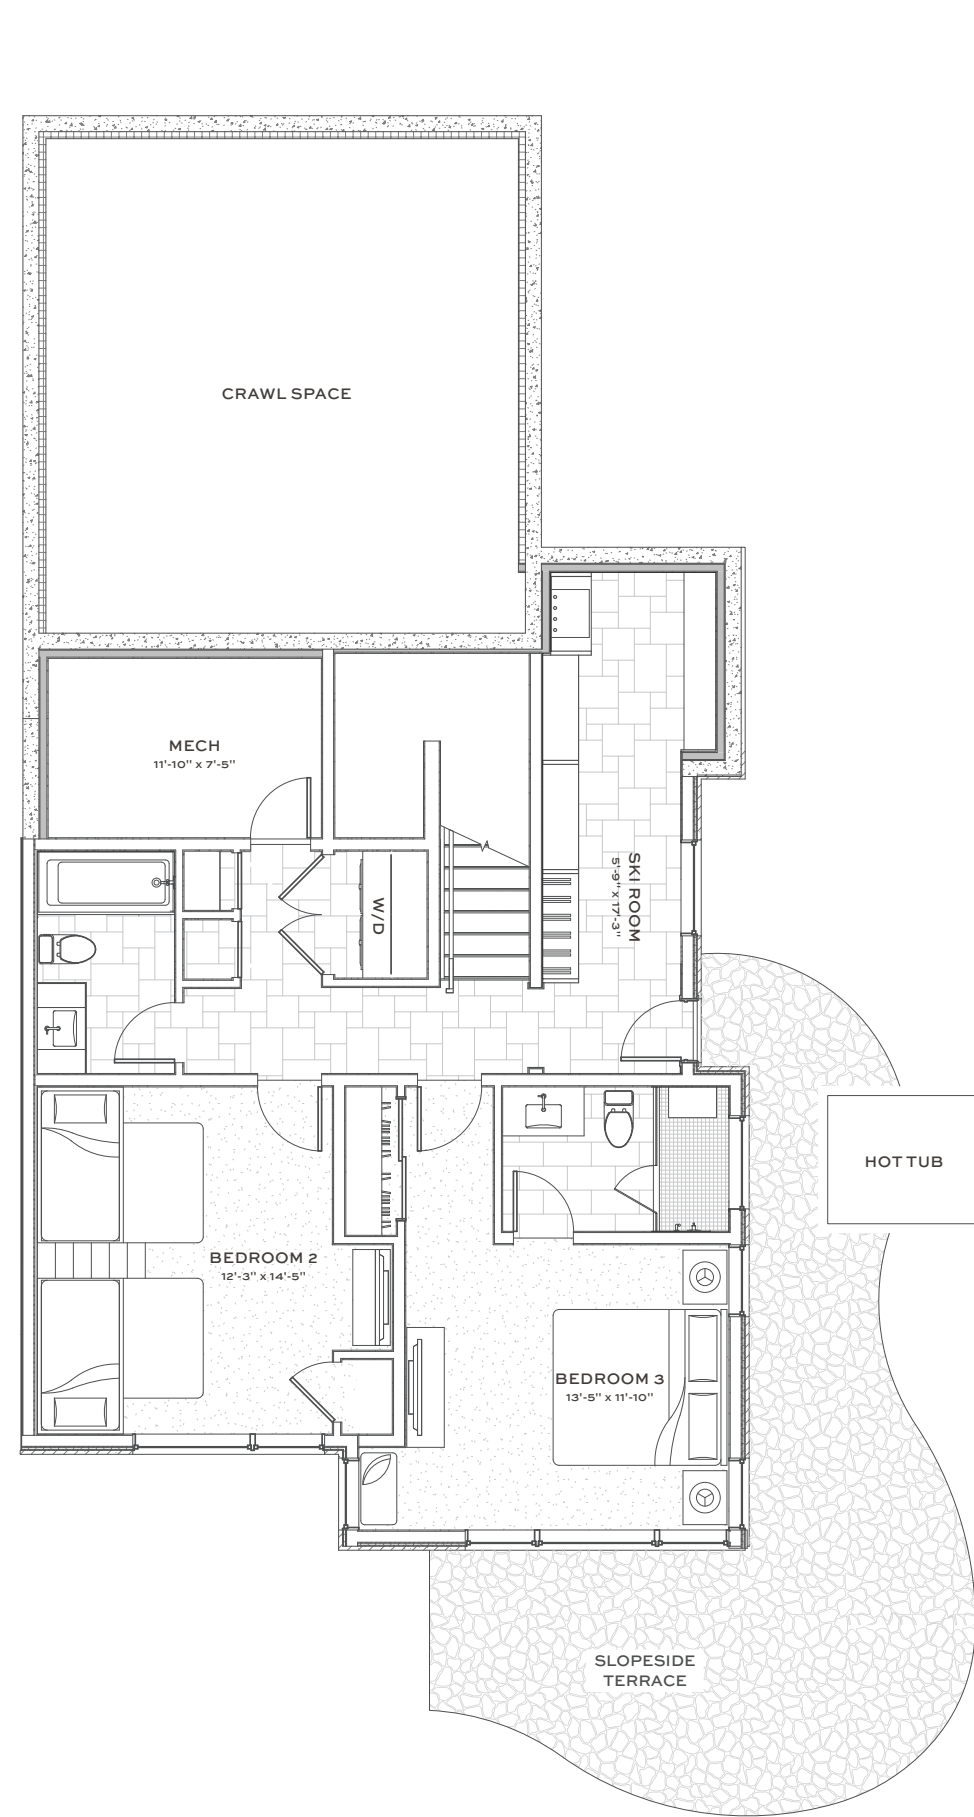 CRAWL SPACE
MECH
11'-10" x 7'-5"
SKI ROOM
5'-9" x 17'-3"
W/D
HOT TUB
BEDROOM 2
12'-3" x 14'-5"
BEDROOM 3
13'-5" x 11'-10"
SLOPESIDE
TERRACE